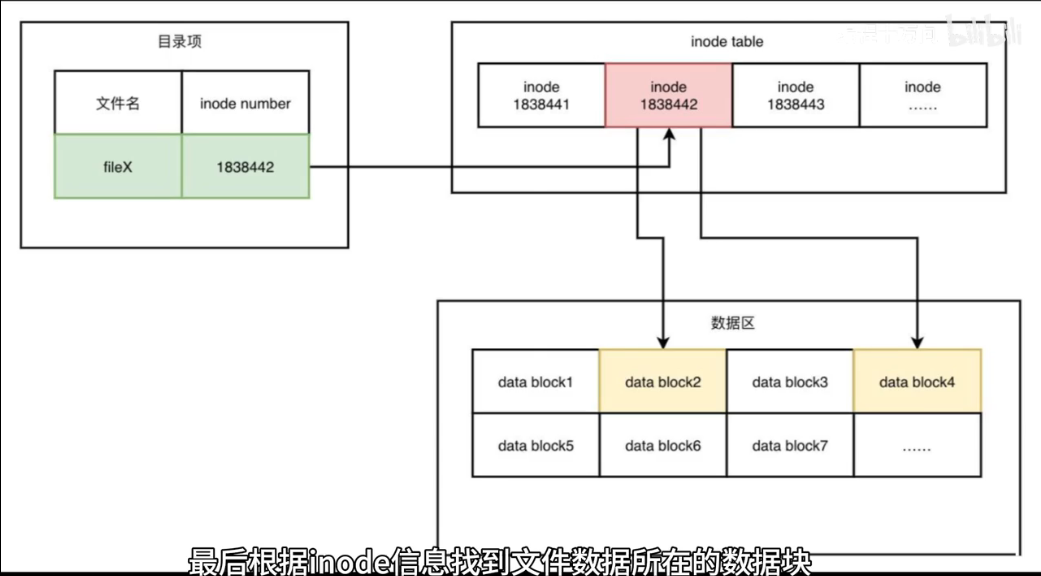 目录项
文件名
inode number
fileX
1838442
inode table
inode
1838441
inode
1838442
inode
1838443
inode
……
bilibili
数据区
data block1
data block2
data block3
data block4
data block5
data block6
data block7
……
最后根据inode信息找到文件数据所在的数据块